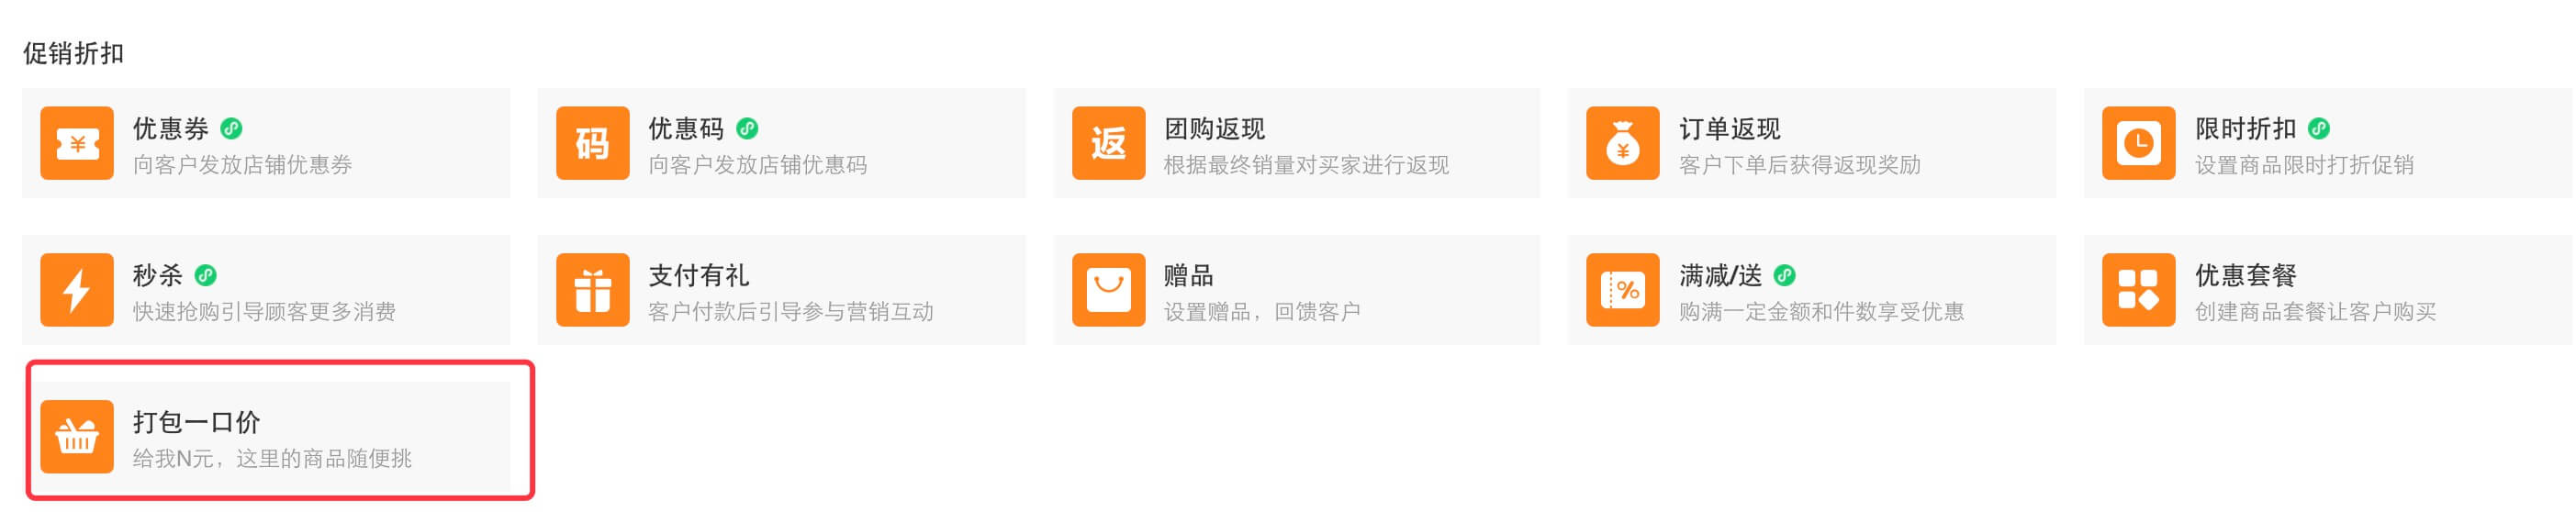 促销折扣
优惠券
向客户发放店铺优惠券
码
优惠码
向客户发放店铺优惠码
返
团购返现
根据最终销量对买家进行返现
¥
订单返现
客户下单后获得返现奖励
限时折扣
设置商品限时打折促销
秒杀
快速抢购引导顾客更多消费
支付有礼
客户付款后引导参与营销互动
赠品
设置赠品，回馈客户
%
满减/送
购满一定金额和件数享受优惠
优惠套餐
创建商品套餐让客户购买
打包一口价
给我N元，这里的商品随便挑